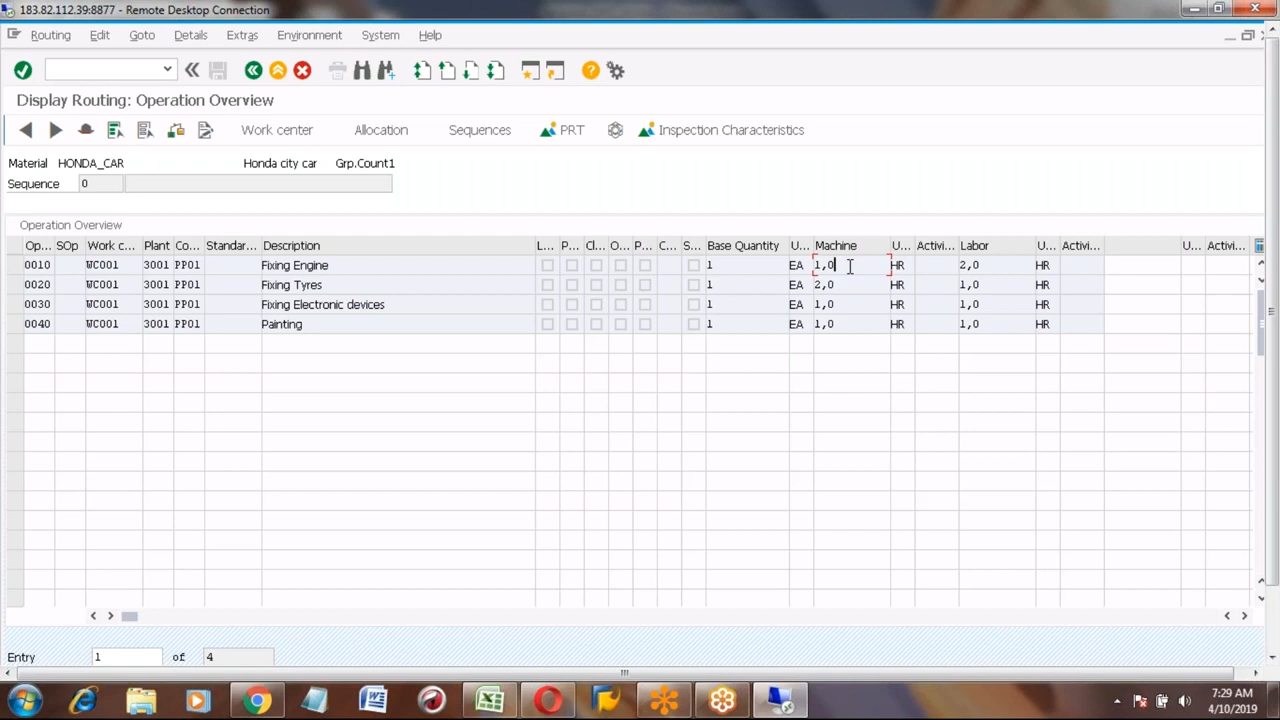 183.82.112.39:8877 - Remote Desktop Connection
Routing Edit Goto Details Extras Environment System Help
Display Routing: Operation Overview
Work center Allocation Sequences PRT Inspection Characteristics
Material HONDA_CAR Honda city car Grp.Count1
Sequence 0
Operation Overview
Op... SOp Work c... Plant Co... Standar... Description L... P... Cl... O... P... C... S... Base Quantity U... Machine U... Activi... Labor U... Activi... U... Activi...
0010 WC001 3001 PP01 Fixing Engine 1 EA 1,0 HR 2,0 HR
0020 WC001 3001 PP01 Fixing Tyres 1 EA 2,0 HR 1,0 HR
0030 WC001 3001 PP01 Fixing Electronic devices 1 EA 1,0 HR 1,0 HR
0040 WC001 3001 PP01 Painting 1 EA 1,0 HR 1,0 HR
Entry 1 of 4
7:29 AM
4/10/2019